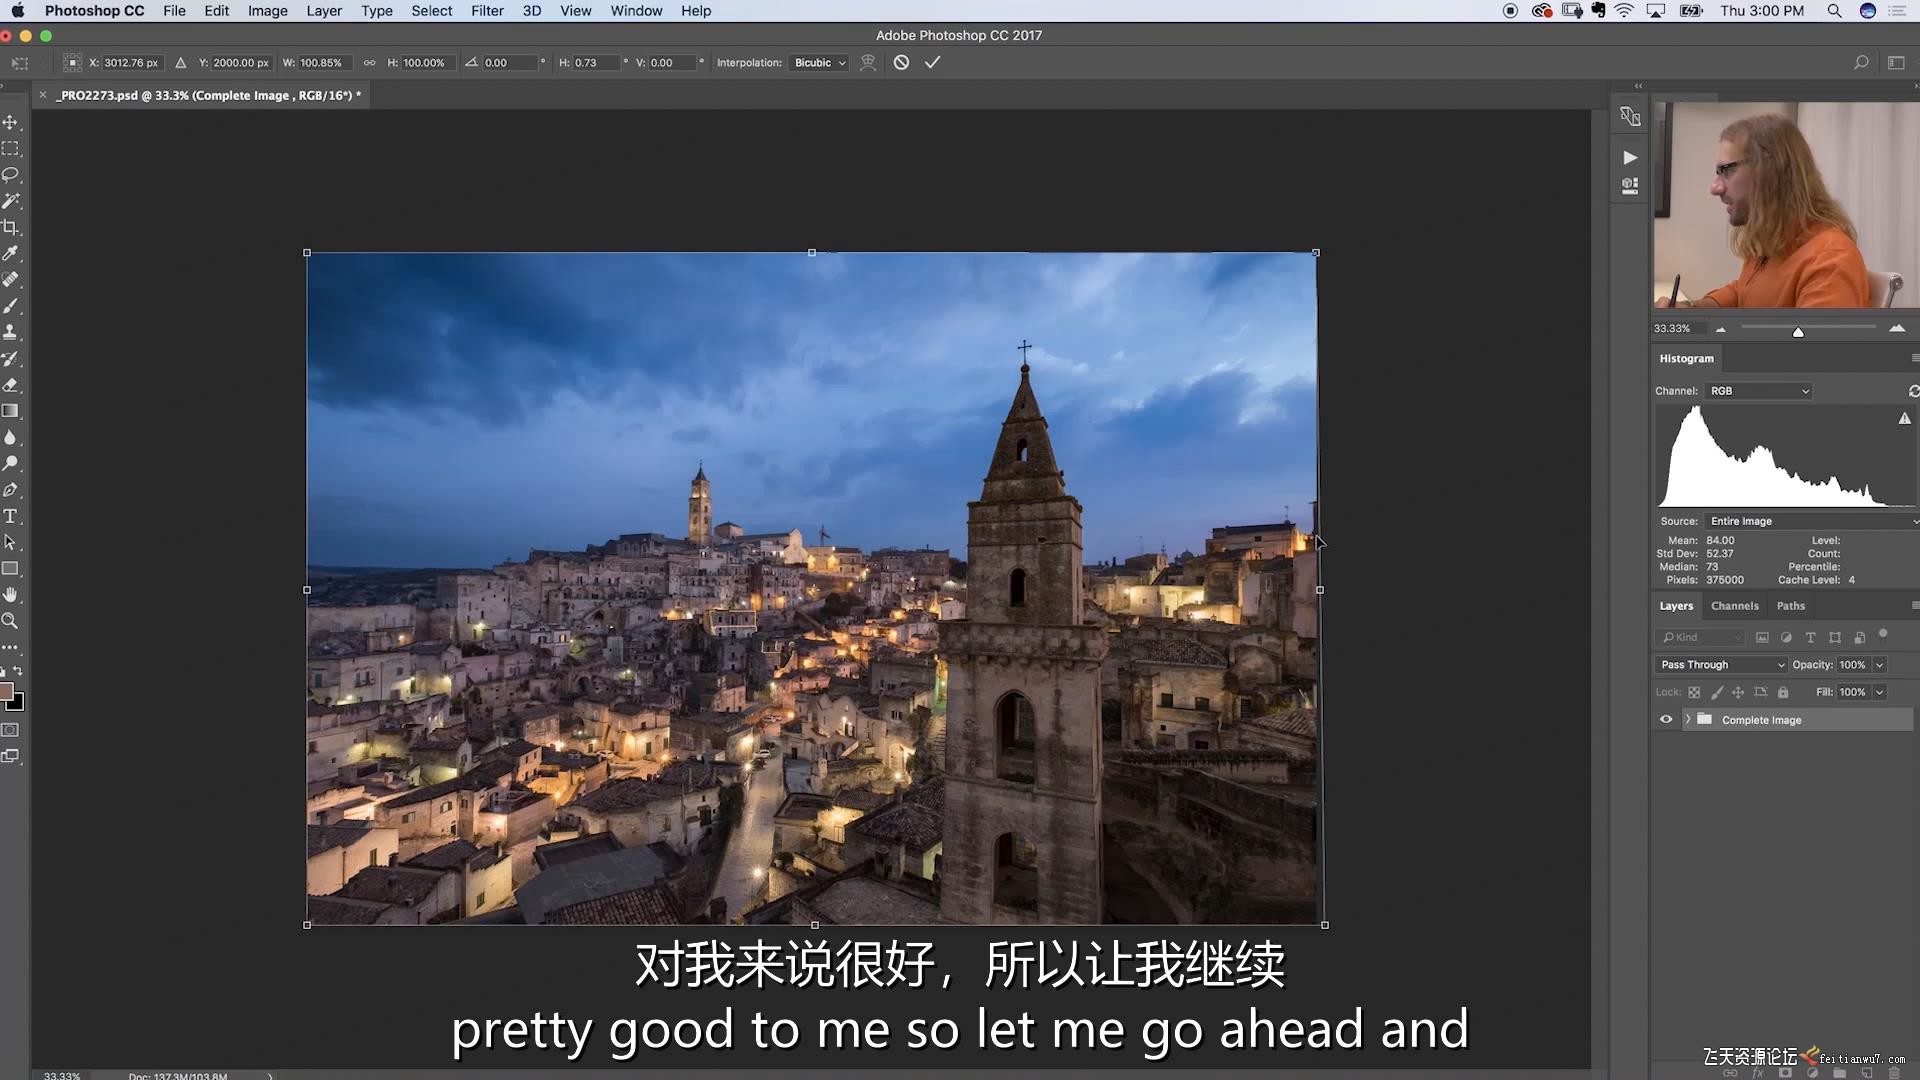 Photoshop CC File Edit Image Layer Type Select Filter 3D View Window Help Thu 3:00 PM
Adobe Photoshop CC 2017
X: 3012.76 px Y: 2000.00 px W: 100.85% H: 100.00% 0.00 ° H: 0.73 ° V: 0.00 ° Interpolation: Bicubic
× _PRO2273.psd @ 33.3% (Complete Image , RGB/16*) *
33.33%
Histogram
Channel: RGB
Source: Entire Image
Mean: 84.00 Level:
Std Dev: 52.37 Count:
Median: 73 Percentile:
Pixels: 375000 Cache Level: 4
Layers Channels Paths
Kind
Pass Through Opacity: 100%
Lock: Fill: 100%
Complete Image
对我来说很好，所以让我继续
pretty good to me so let me go ahead and
飞天资源论坛 feitianwu7.com
33.33% Doc: 137.3M/103.8M